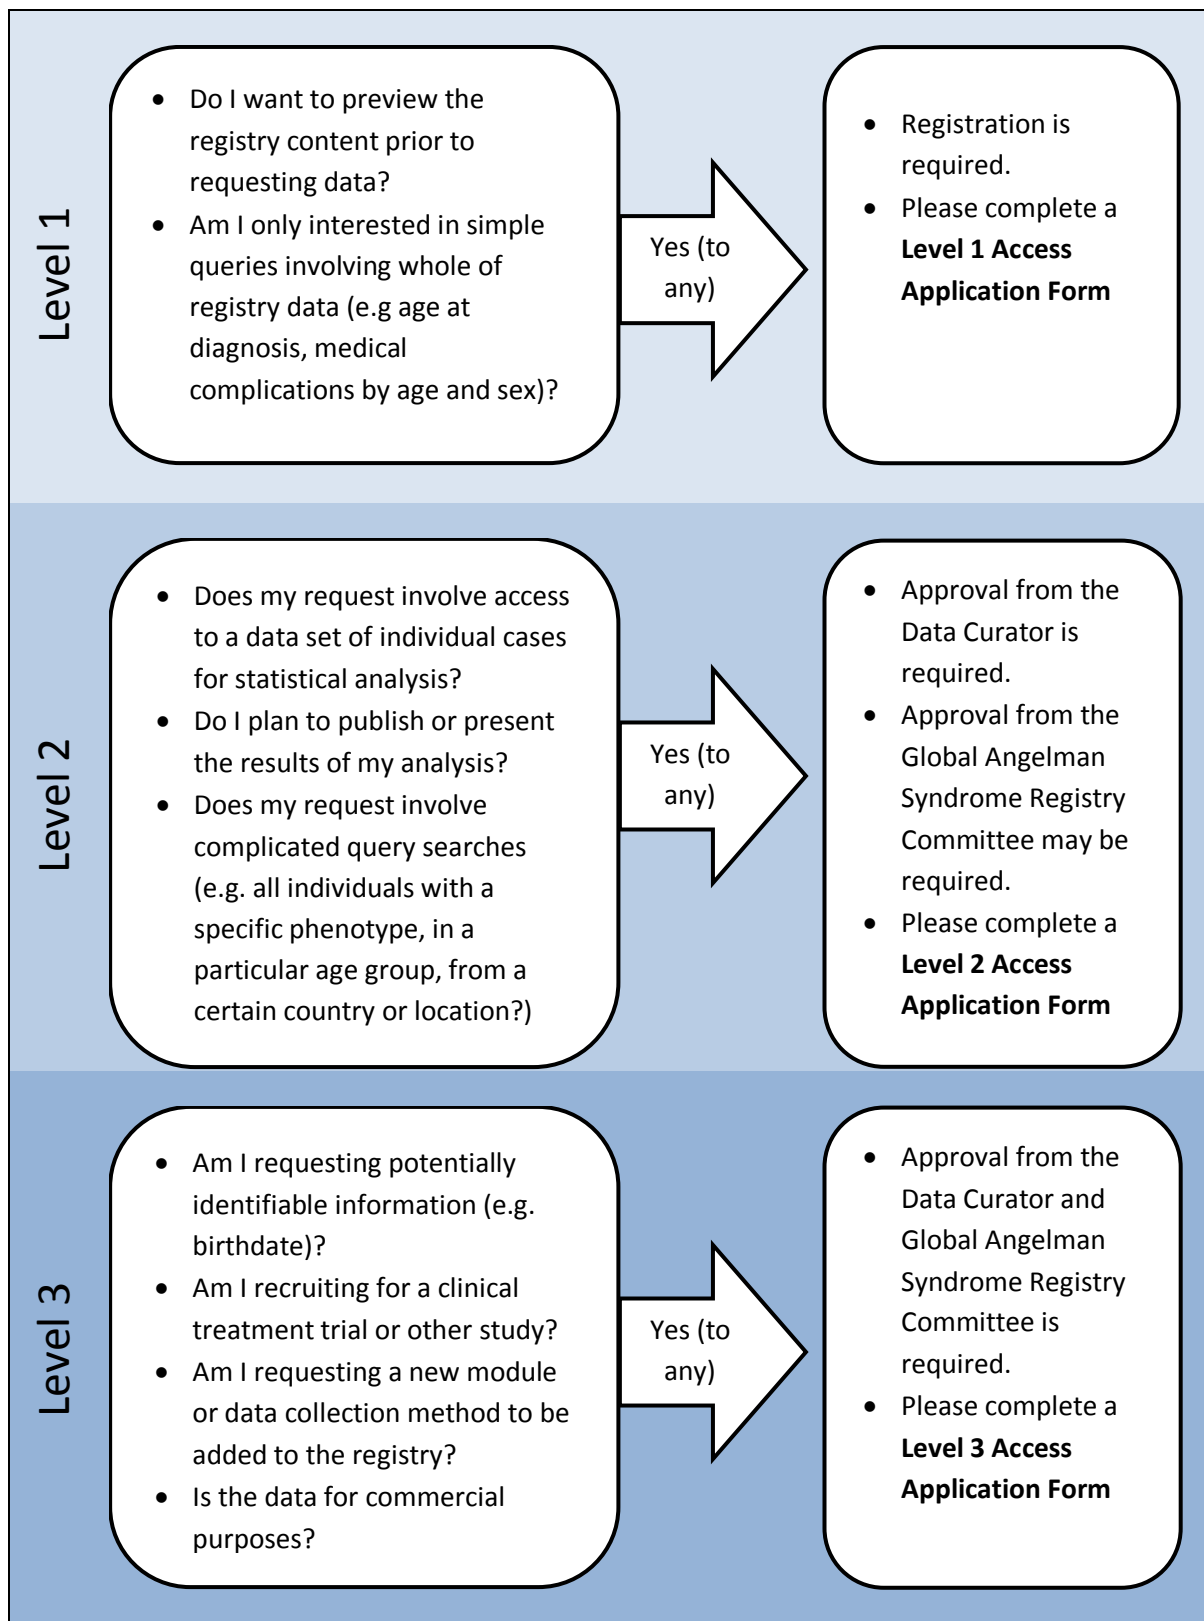 Level 1
• Do I want to preview the
registry content prior to
requesting data?
• Am I only interested in simple
queries involving whole of
registry data (e.g age at
diagnosis, medical
complications by age and sex)?
Yes (to
any)
• Registration is
required.
• Please complete a
Level 1 Access
Application Form
Level 2
• Does my request involve access
to a data set of individual cases
for statistical analysis?
• Do I plan to publish or present
the results of my analysis?
• Does my request involve
complicated query searches
(e.g. all individuals with a
specific phenotype, in a
particular age group, from a
certain country or location?)
Yes (to
any)
• Approval from the
Data Curator is
required.
• Approval from the
Global Angelman
Syndrome Registry
Committee may be
required.
• Please complete a
Level 2 Access
Application Form
Level 3
• Am I requesting potentially
identifiable information (e.g.
birthdate)?
• Am I recruiting for a clinical
treatment trial or other study?
• Am I requesting a new module
or data collection method to be
added to the registry?
• Is the data for commercial
purposes?
Yes (to
any)
• Approval from the
Data Curator and
Global Angelman
Syndrome Registry
Committee is
required.
• Please complete a
Level 3 Access
Application Form